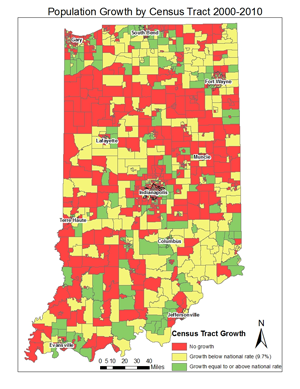 Population Growth by Census Tract 2000-2010
South Bend
Gary
Fort Wayne
Lafayette
Muncie
Indianapolis
Terre Haute
Columbus
Jeffersonville
Evansville
Census Tract Growth
No growth
Growth below national rate (9.7%)
Growth equal to or above national rate
N
0 5 10 20 30 40
Miles